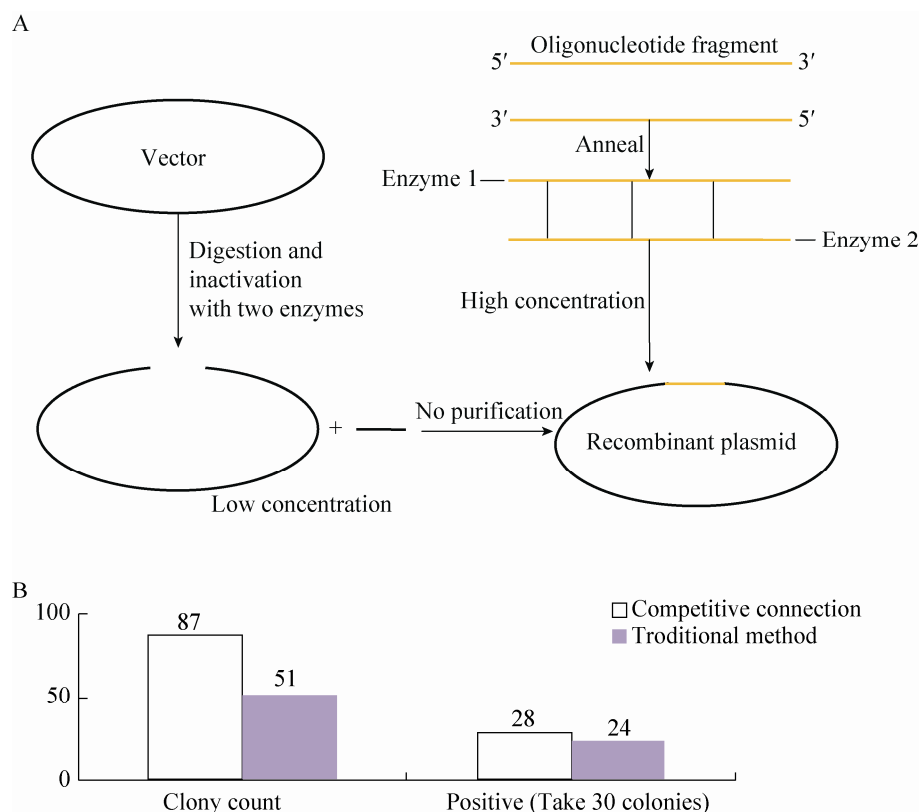 A
Oligonucleotide fragment
5′ 3′
3′ 5′
Anneal
Vector
Enzyme 1
Enzyme 2
Digestion and
inactivation
with two enzymes
High concentration
+
No purification
Recombinant plasmid
Low concentration
B
100
50
0
87
51
28
24
Competitive connection
Troditional method
Clony count
Positive (Take 30 colonies)